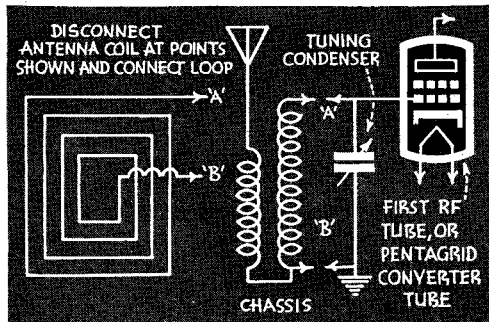 DISCONNECT
ANTENNA COIL AT POINTS
SHOWN AND CONNECT LOOP
TUNING
CONDENSER
'A'
'A'
'B'
'B'
FIRST RF
TUBE, OR
PENTAGRID
CONVERTER
TUBE
CHASSIS